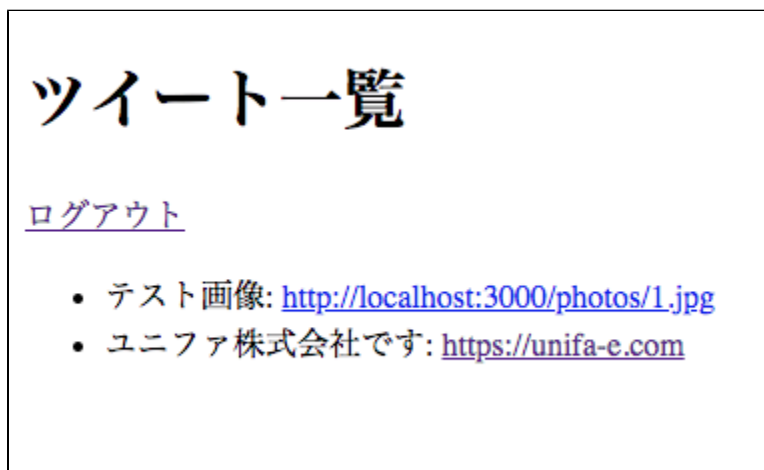 ツイート一覧
ログアウト
テスト画像: http://localhost:3000/photos/1.jpg
ユニファ株式会社です: https://unifa-e.com